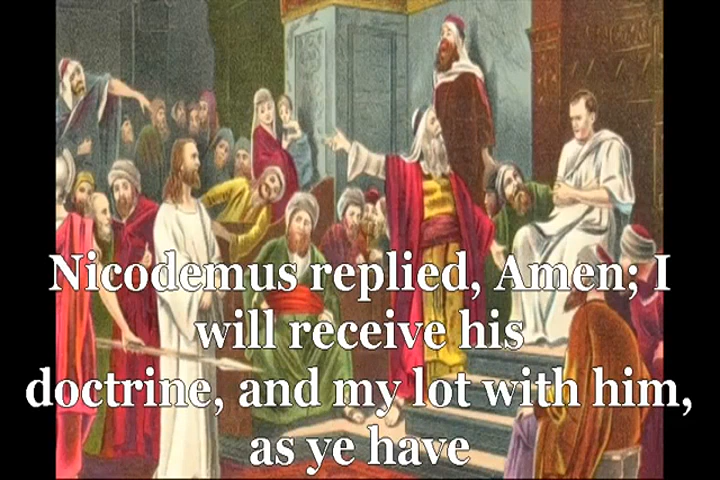 Nicodemus replied, Amen; I
will receive his
doctrine, and my lot with him,
as ye have